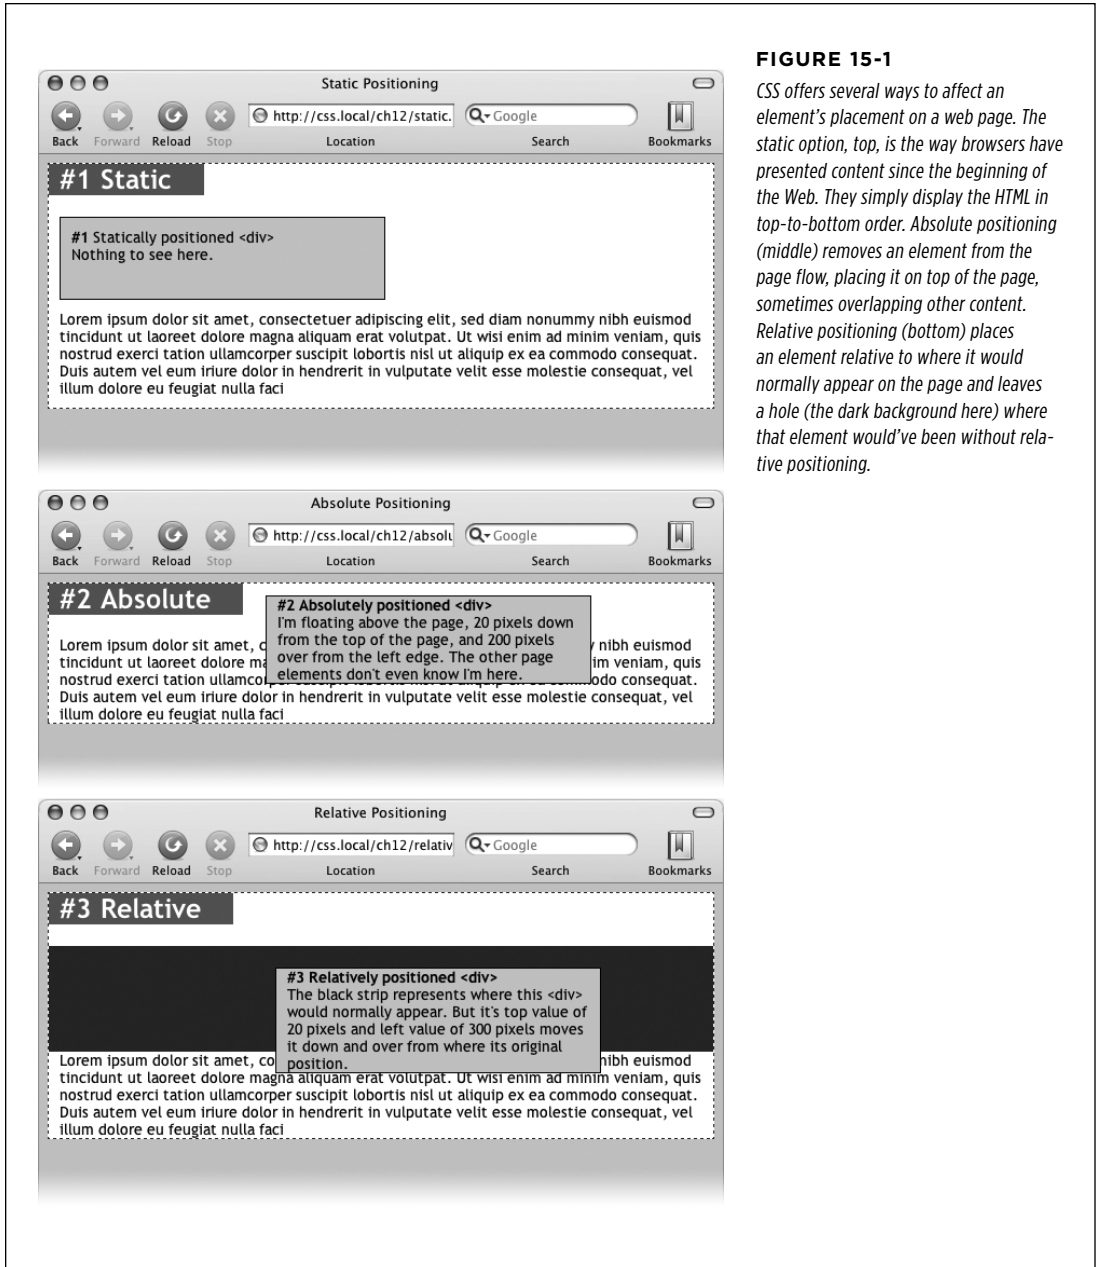 Static Positioning
http://css.local/ch12/static.
Google
Back Forward Reload Stop Location Search Bookmarks
#1 Static
#1 Statically positioned <div>
Nothing to see here.
Lorem ipsum dolor sit amet, consectetuer adipiscing elit, sed diam nonummy nibh euismod
tincidunt ut laoreet dolore magna aliquam erat volutpat. Ut wisi enim ad minim veniam, quis
nostrud exerci tation ullamcorper suscipit lobortis nisl ut aliquip ex ea commodo consequat.
Duis autem vel eum iriure dolor in hendrerit in vulputate velit esse molestie consequat, vel
illum dolore eu feugiat nulla faci
Absolute Positioning
http://css.local/ch12/absolu
Google
Back Forward Reload Stop Location Search Bookmarks
#2 Absolute
#2 Absolutely positioned <div>
I'm floating above the page, 20 pixels down
from the top of the page, and 200 pixels
over from the left edge. The other page
elements don't even know I'm here.
Lorem ipsum dolor sit amet, c nibh euismod
tincidunt ut laoreet dolore ma im veniam, quis
nostrud exerci tation ullamco odo consequat.
Duis autem vel eum iriure dolor in hendrerit in vulputate velit esse molestie consequat, vel
illum dolore eu feugiat nulla faci
Relative Positioning
http://css.local/ch12/relativ
Google
Back Forward Reload Stop Location Search Bookmarks
#3 Relative
#3 Relatively positioned <div>
The black strip represents where this <div>
would normally appear. But it's top value of
20 pixels and left value of 300 pixels moves
it down and over from where its original
position.
Lorem ipsum dolor sit amet, co nibh euismod
tincidunt ut laoreet dolore magna aliquam erat volutpat. Ut wisi enim ad minim veniam, quis
nostrud exerci tation ullamcorper suscipit lobortis nisl ut aliquip ex ea commodo consequat.
Duis autem vel eum iriure dolor in hendrerit in vulputate velit esse molestie consequat, vel
illum dolore eu feugiat nulla faci
FIGURE 15-1
CSS offers several ways to affect an
element's placement on a web page. The
static option, top, is the way browsers have
presented content since the beginning of
the Web. They simply display the HTML in
top-to-bottom order. Absolute positioning
(middle) removes an element from the
page flow, placing it on top of the page,
sometimes overlapping other content.
Relative positioning (bottom) places
an element relative to where it would
normally appear on the page and leaves
a hole (the dark background here) where
that element would've been without rela-
tive positioning.